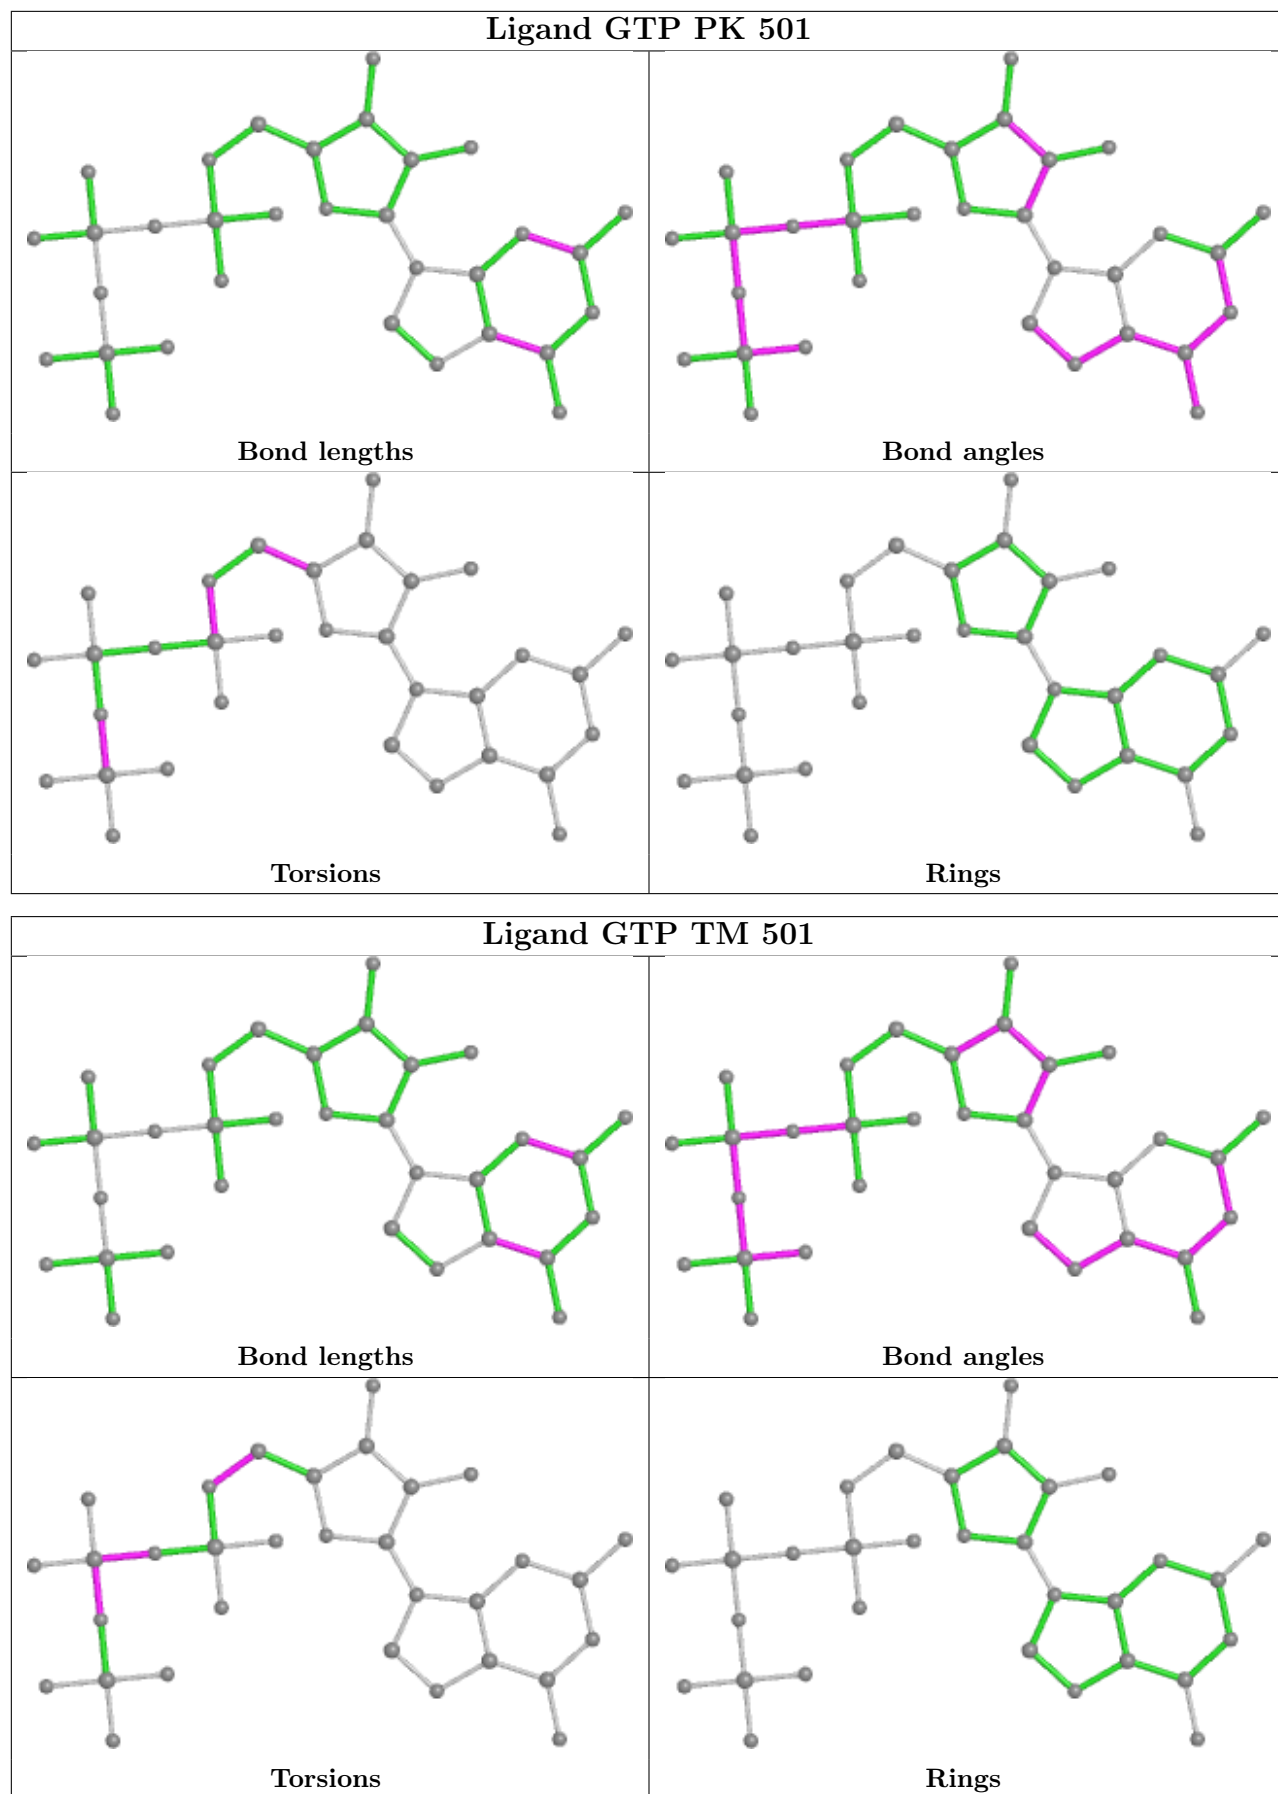 Ligand GTP PK 501
Bond lengths
Bond angles
Torsions
Rings
Ligand GTP TM 501
Bond lengths
Bond angles
Torsions
Rings